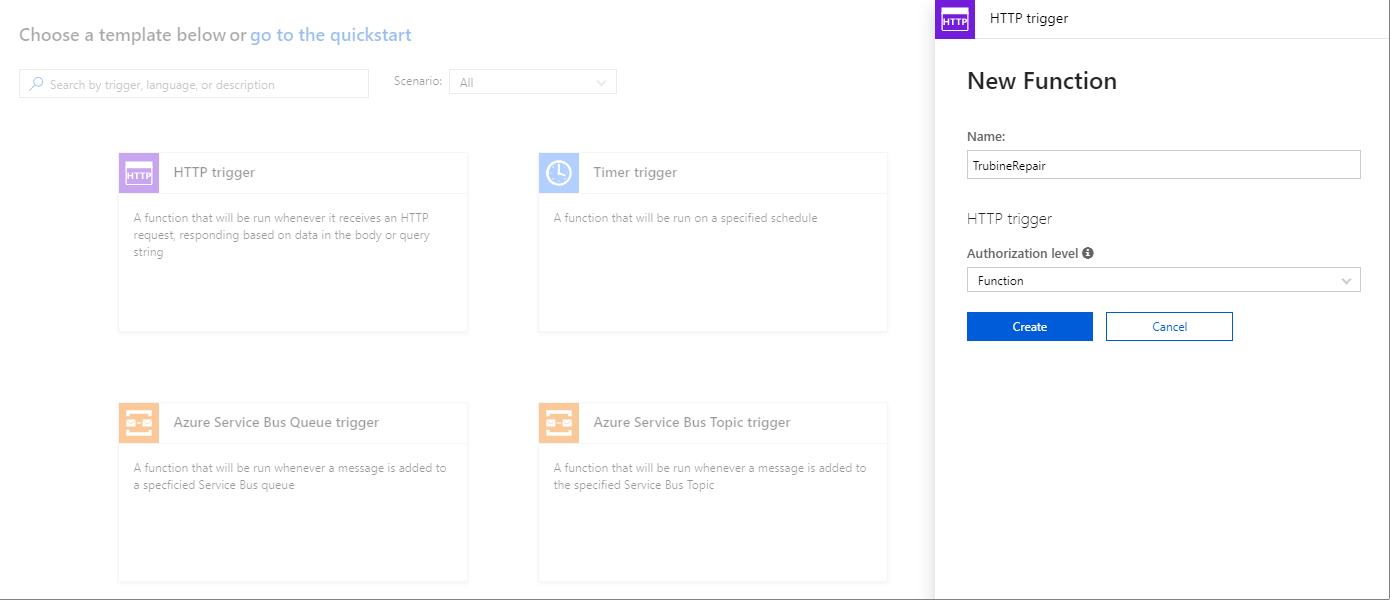 Choose a template below or go to the quickstart
Search by trigger, language, or description
Scenario:
All
HTTP
HTTP trigger
A function that will be run whenever it receives an HTTP
request, responding based on data in the body or query
string
Timer trigger
A function that will be run on a specified schedule
Azure Service Bus Queue trigger
A function that will be run whenever a message is added to
a specficied Service Bus queue
Azure Service Bus Topic trigger
A function that will be run whenever a message is added to
the specified Service Bus Topic
HTTP
HTTP trigger
New Function
Name:
TrubineRepair
HTTP trigger
Authorization level
Function
Create
Cancel